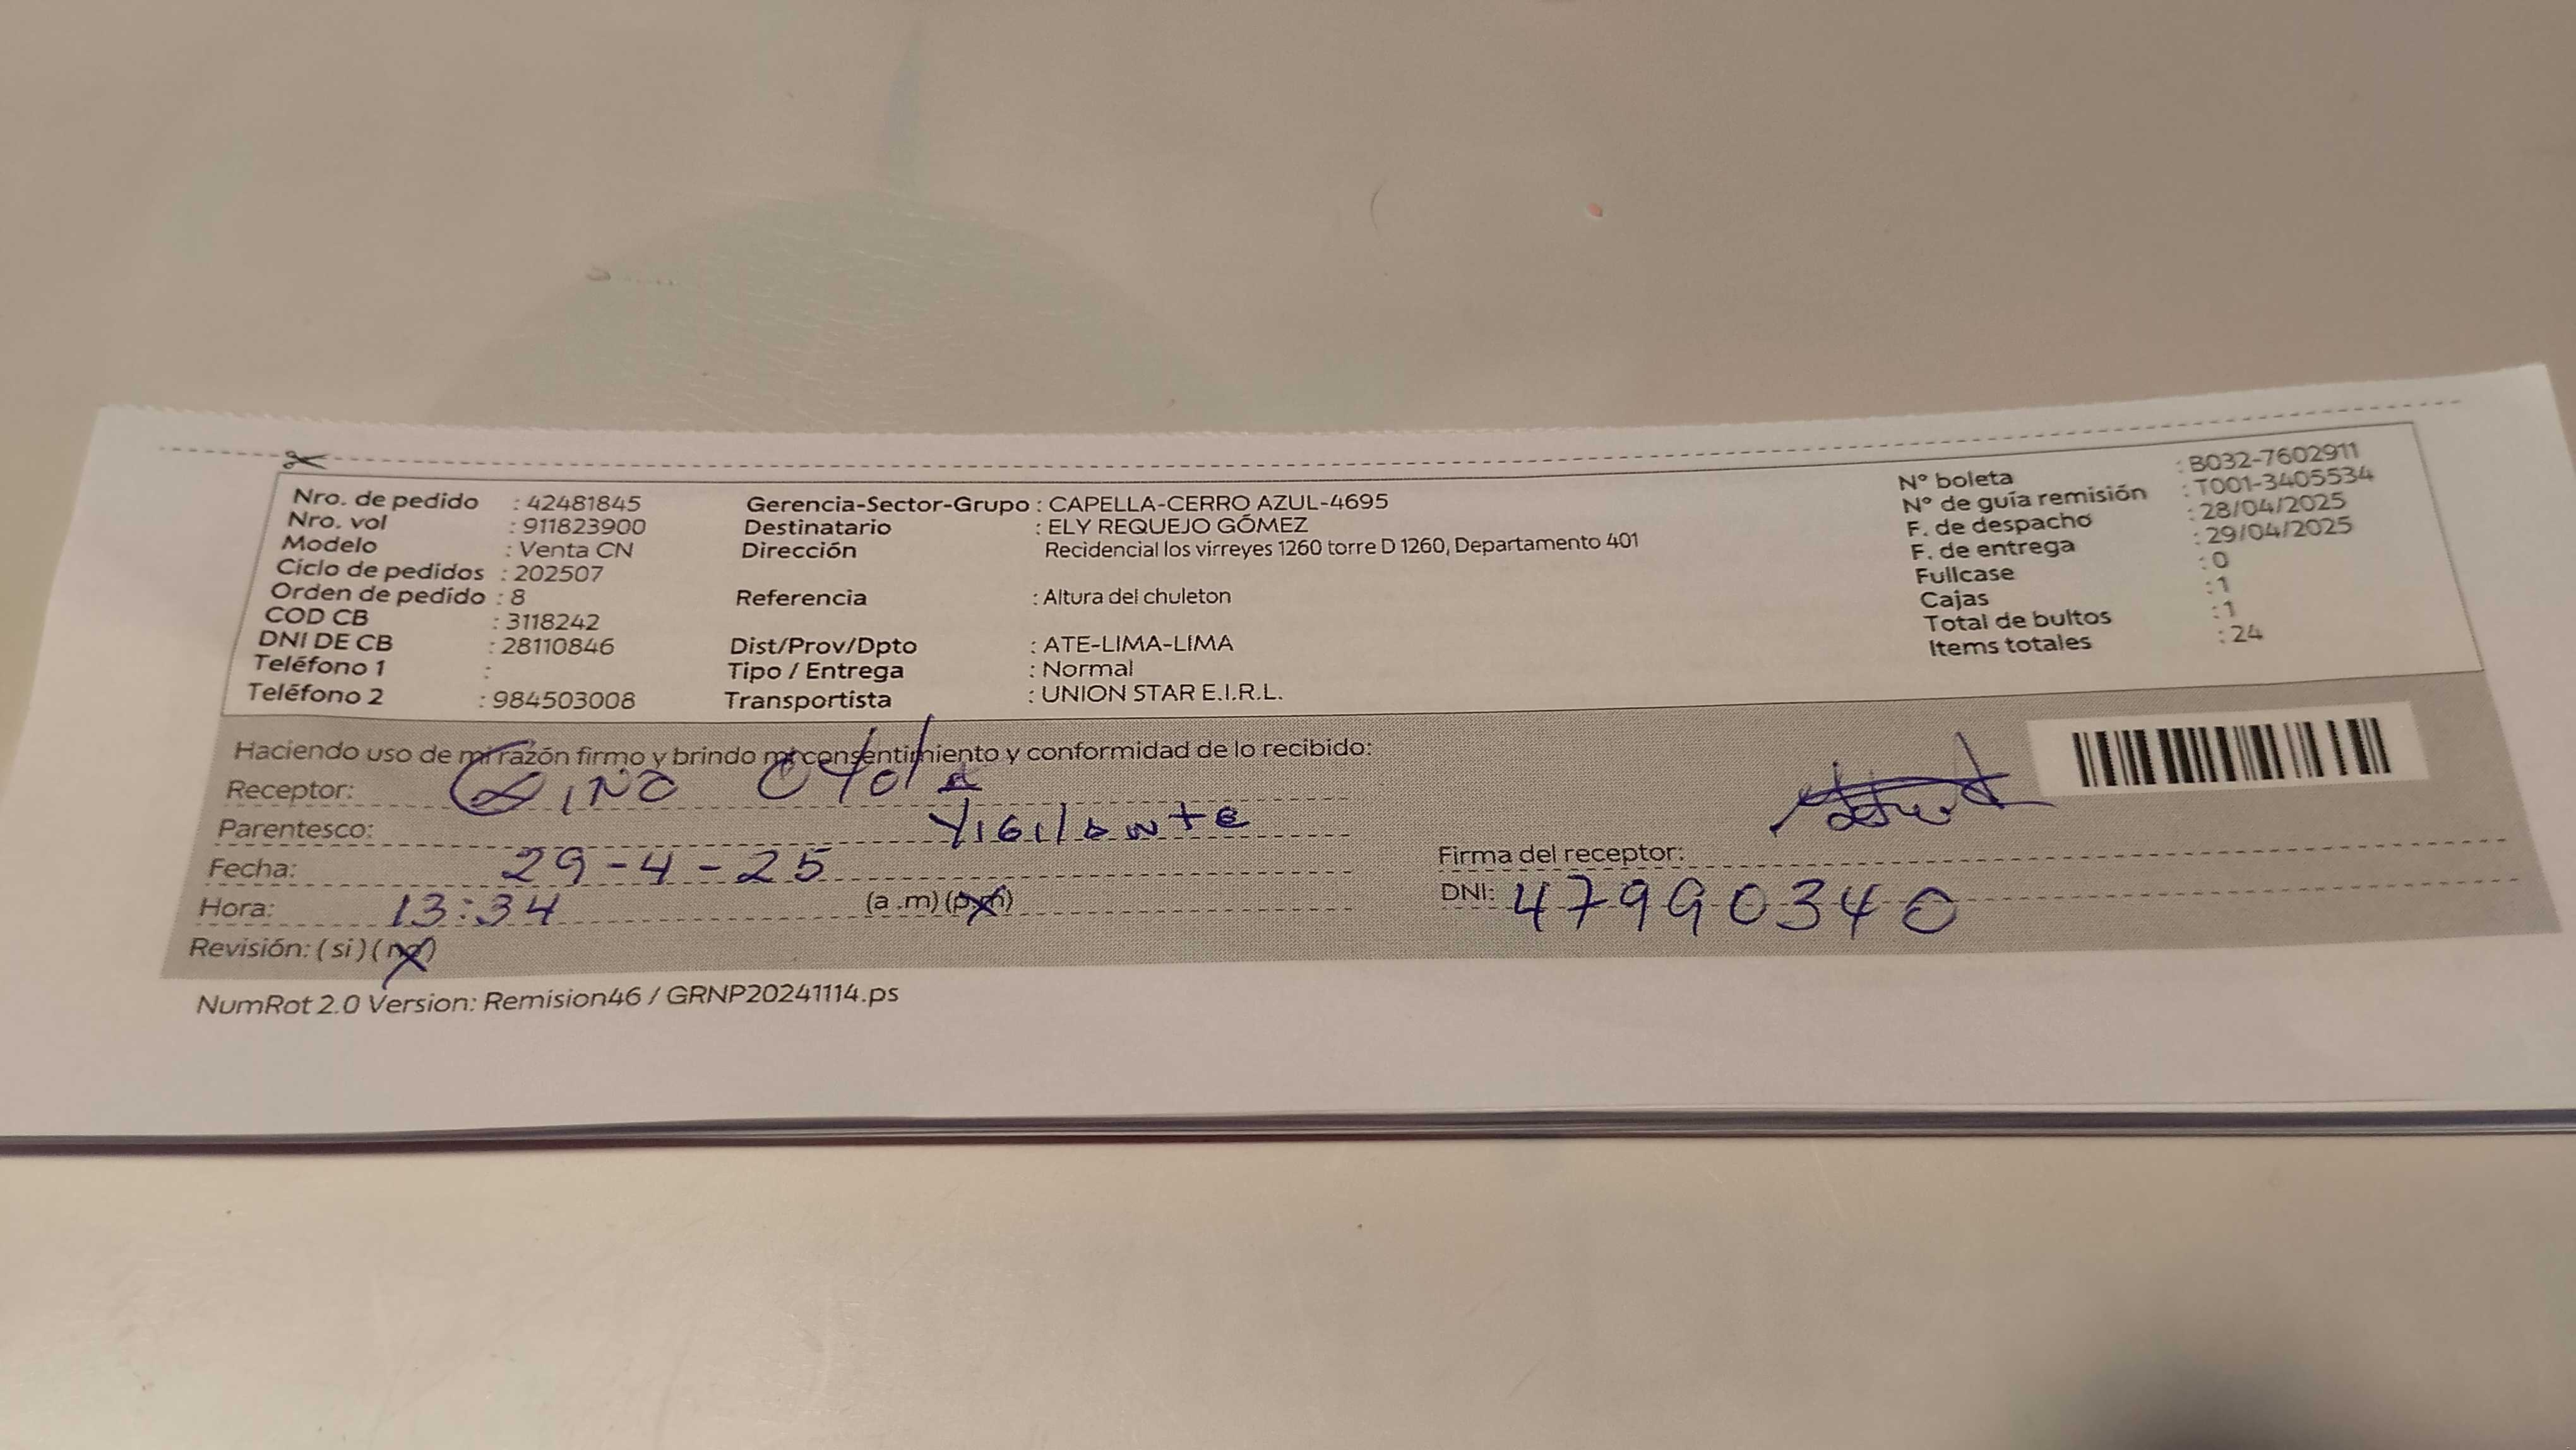 Nro. de pedido : 42481845
Nro. vol : 911823900
Modelo : Venta CN
Ciclo de pedidos : 202507
Orden de pedido : 8
COD CB : 3118242
DNI DE CB : 28110846
Teléfono 1 :
Teléfono 2 : 984503008
Gerencia-Sector-Grupo : CAPELLA-CERRO AZUL-4695
Destinatario : ELY REQUEJO GÓMEZ
Dirección Recidencial los virreyes 1260 torre D 1260, Departamento 401
Referencia : Altura del chuleton
Dist/Prov/Dpto : ATE-LIMA-LIMA
Tipo / Entrega : Normal
Transportista : UNION STAR E.I.R.L.
N° boleta : B032-7602911
N° de guía remisión : T001-3405534
F. de despacho : 28/04/2025
F. de entrega : 29/04/2025
Fullcase : 0
Cajas : 1
Total de bultos : 1
Items totales : 24
Haciendo uso de mi razón firmo y brindo mi consentimiento y conformidad de lo recibido:
Receptor: GINO OYOLA
Parentesco: Vigilante
Fecha: 29-4-25
Hora: 13:34 (a .m) (p.m)
Revisión: ( si ) ( no )
Firma del receptor:
DNI: 47990340
NumRot 2.0 Version: Remision46 / GRNP20241114.ps